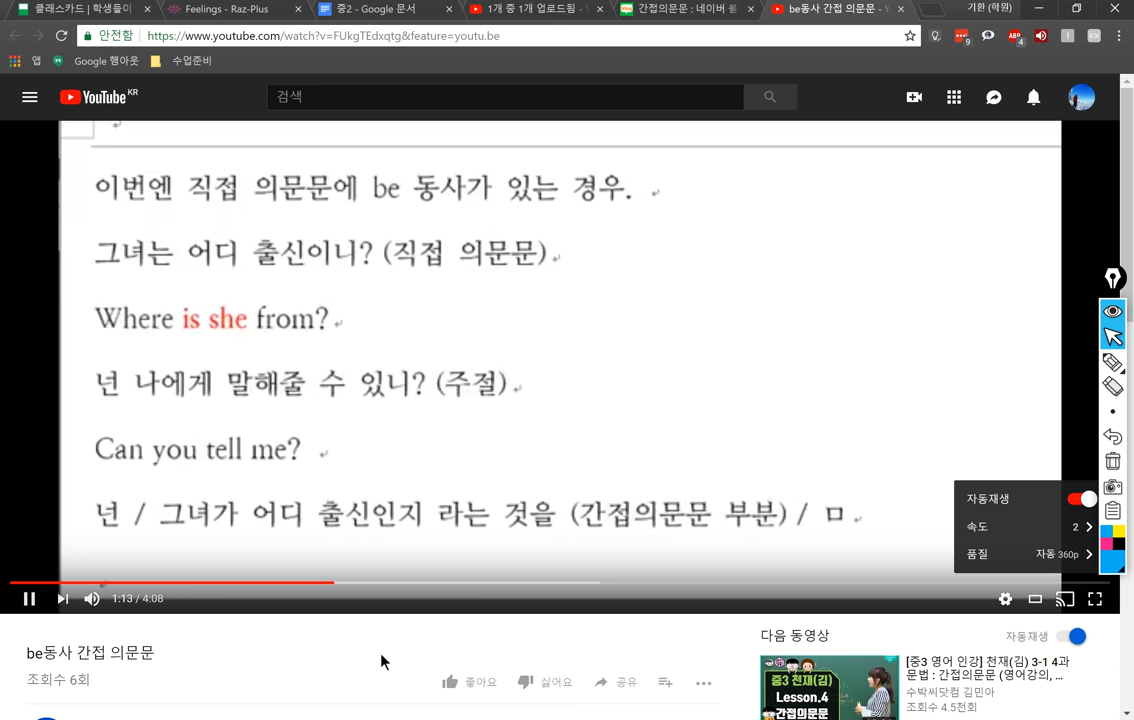 클래스카드 | 학생들이
Feelings - Raz-Plus
중2 - Google 문서
1개 중 1개 업로드됨 - Y
간접의문문 : 네이버 블
be동사 간접 의문문 - Y
기환 (학원)
안전함
https://www.youtube.com/watch?v=FUkgTEdxqtg&feature=youtu.be
9
4
앱
Google 행아웃
수업준비
YouTube KR
검색
이번엔 직접 의문문에 be 동사가 있는 경우.
그녀는 어디 출신이니? (직접 의문문)
Where is she from?
넌 나에게 말해줄 수 있니? (주절)
Can you tell me?
넌 / 그녀가 어디 출신인지 라는 것을 (간접의문문 부분) / ㅁ
자동재생
속도 2
품질 자동 360p
1:13 / 4:08
be동사 간접 의문문
조회수 6회
좋아요
싫어요
공유
다음 동영상
자동재생
중3 천재(김)
Lesson.4
간접의문문
[중3 영어 인강] 천재(김) 3-1 4과
문법 : 간접의문문 (영어강의, ...
수박씨닷컴 김민아
조회수 4.5천회